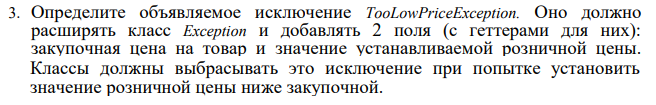 3. Определите объявляемое исключение TooLowPriceException. Оно должно
расширять класс Exception и добавлять 2 поля (с геттерами для них):
закупочная цена на товар и значение устанавливаемой розничной цены.
Классы должны выбрасывать это исключение при попытке установить
значение розничной цены ниже закупочной.